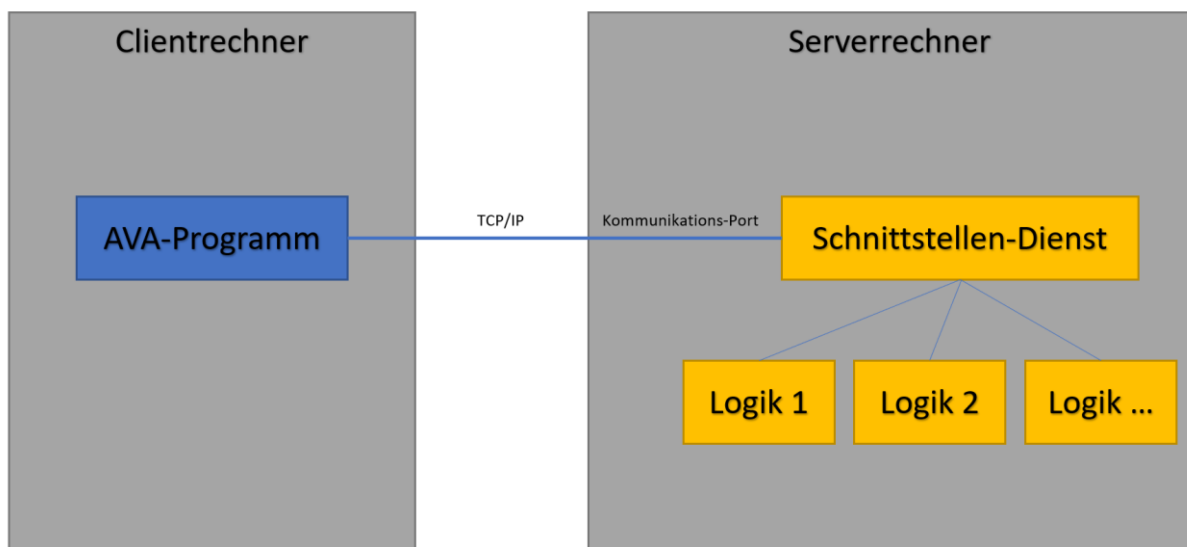 Clientrechner
Serverrechner
AVA-Programm
TCP/IP
Kommunikations-Port
Schnittstellen-Dienst
Logik 1
Logik 2
Logik ...